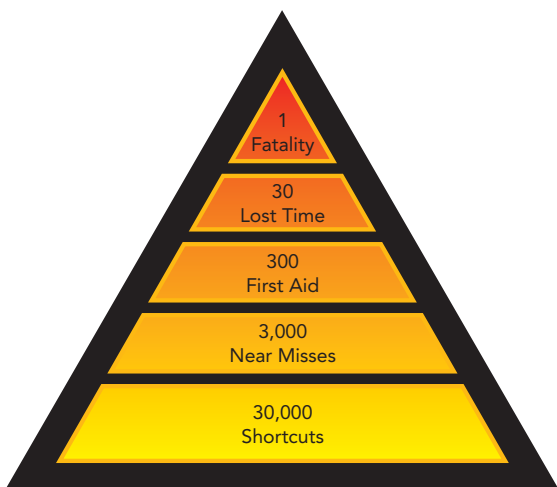 1
Fatality
30
Lost Time
300
First Aid
3,000
Near Misses
30,000
Shortcuts